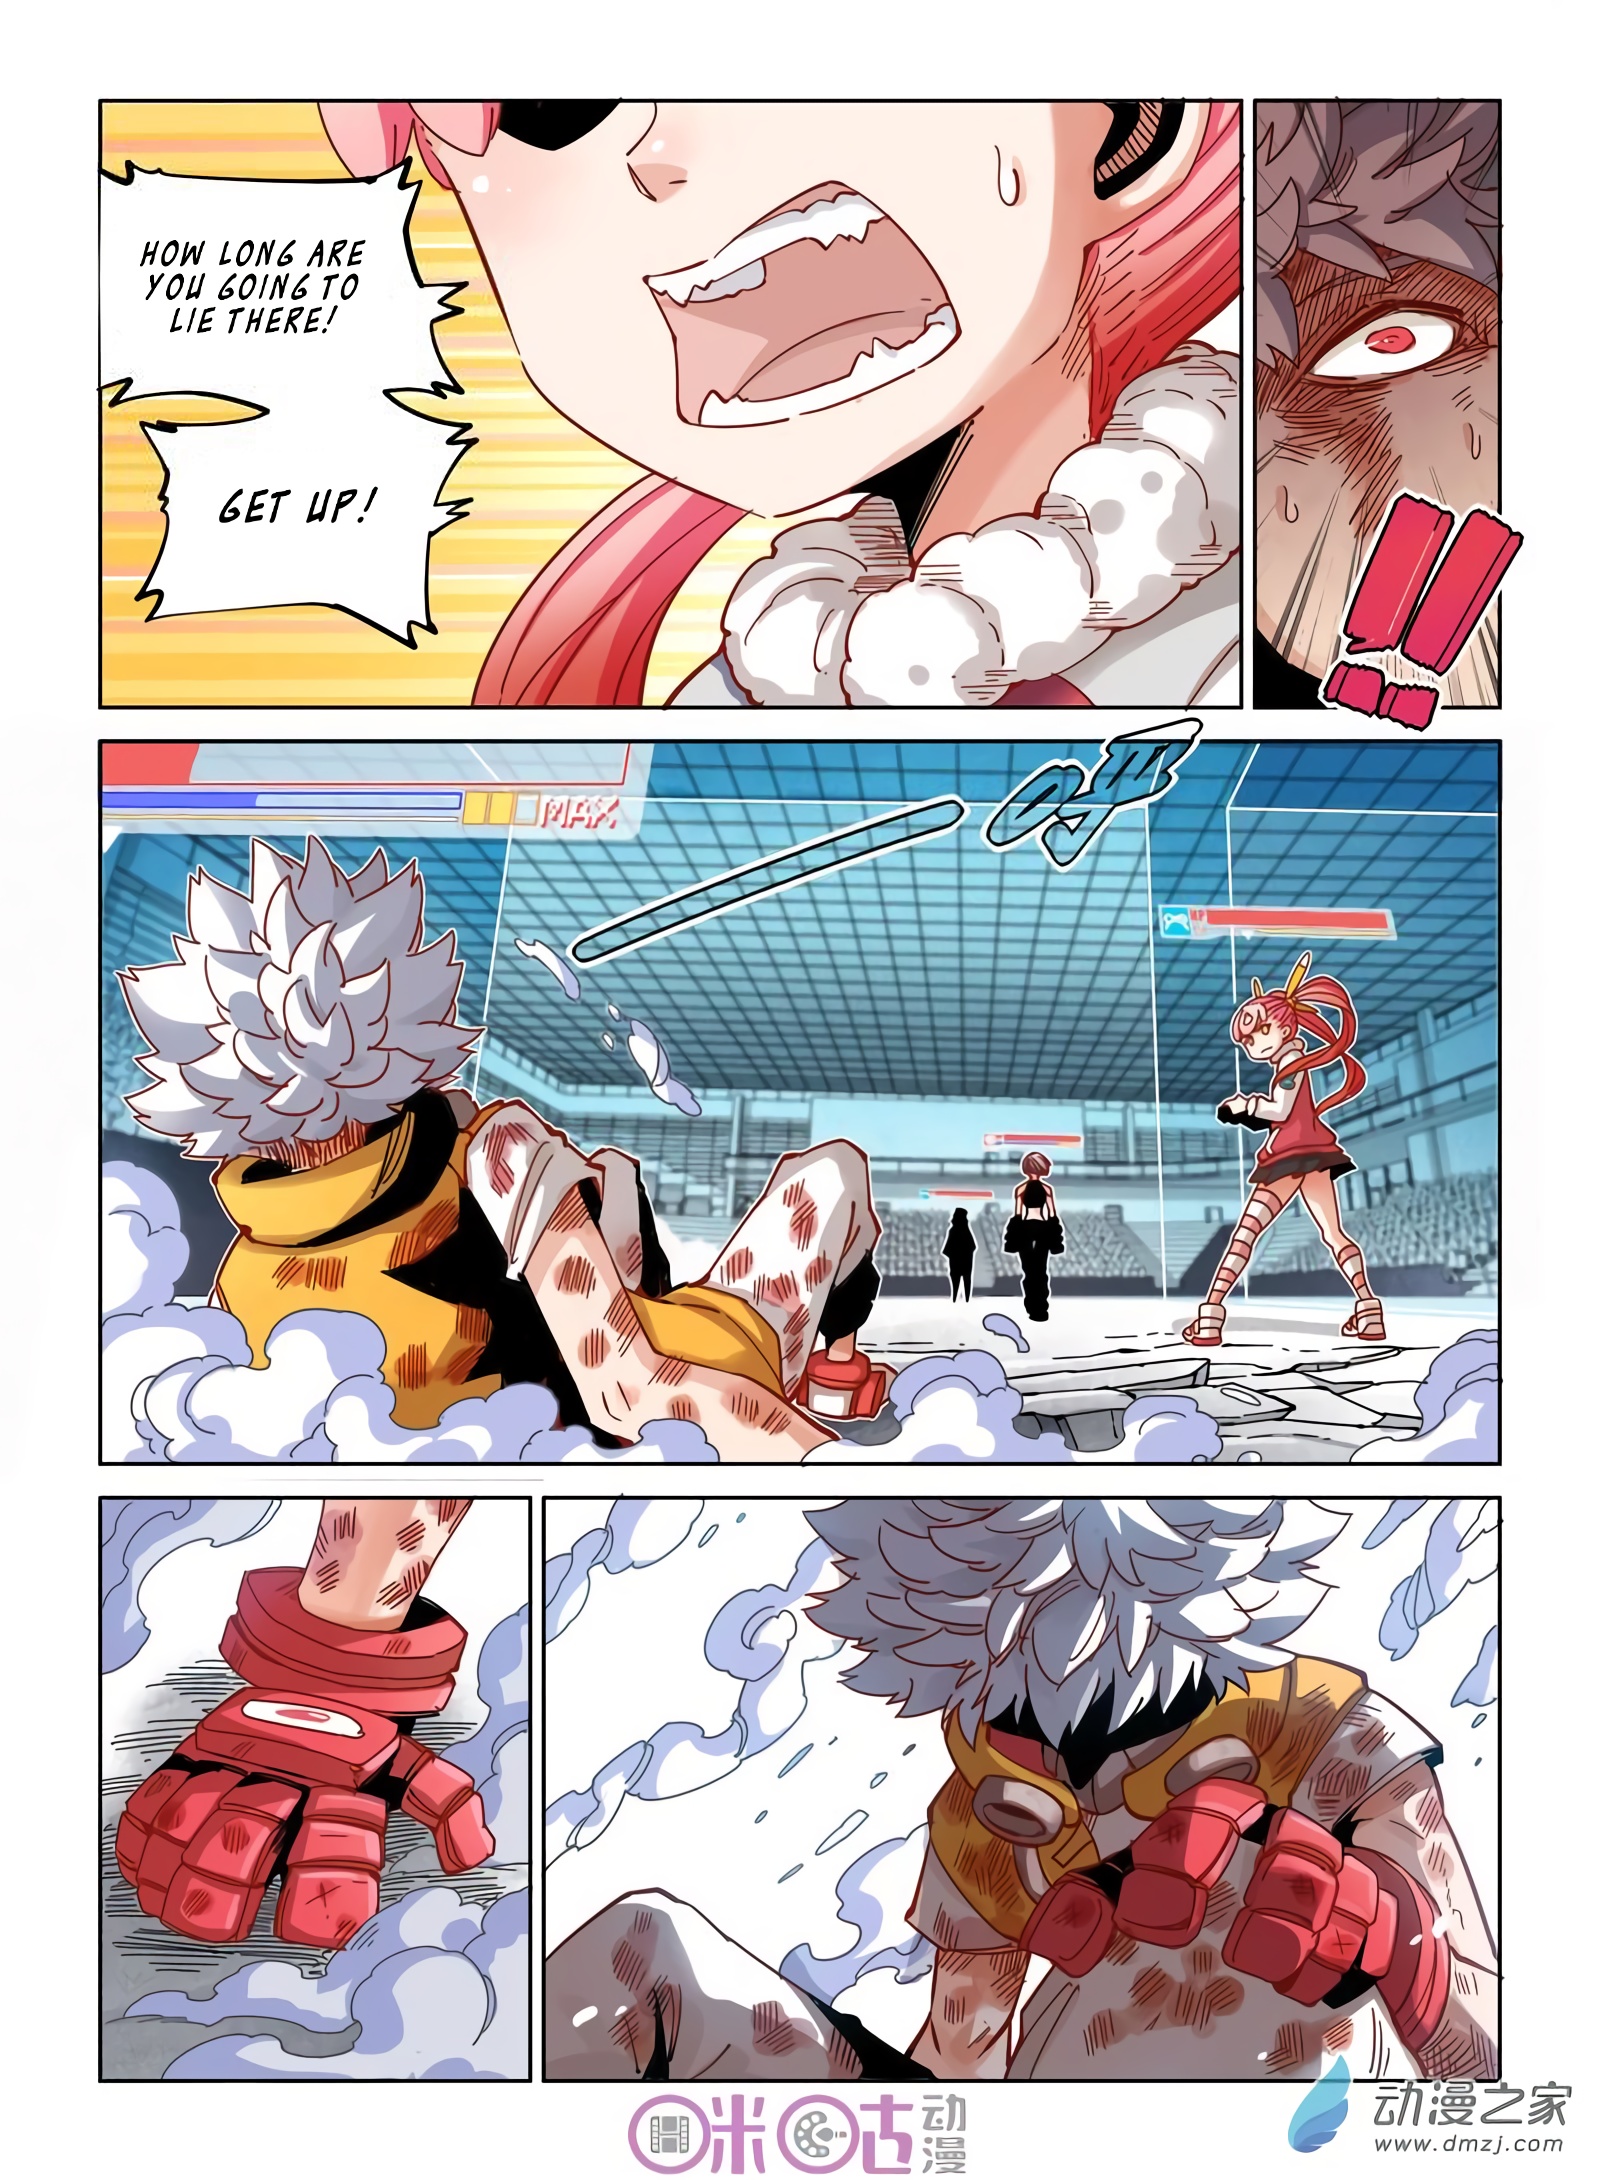 HOW LONG ARE
YOU GOING TO
LIE THERE!
GET UP!
!!
MAX
呼
咪咕动漫
动漫之家
www.dmzj.com